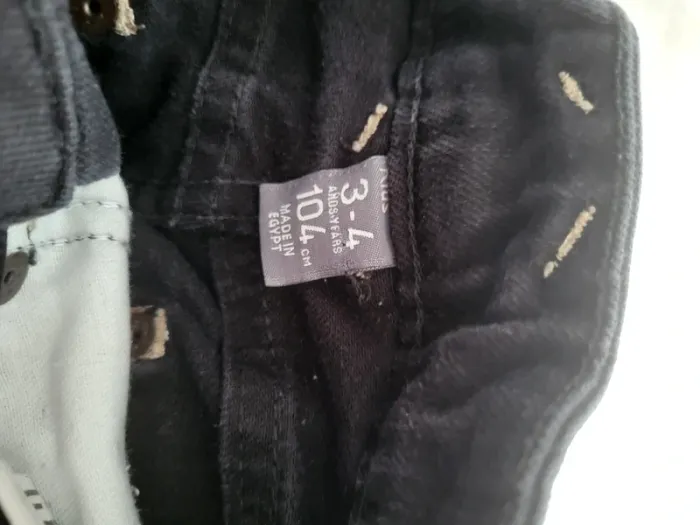 3-4
AÑOS-YEARS
104 CM
MADE IN
EGYPT